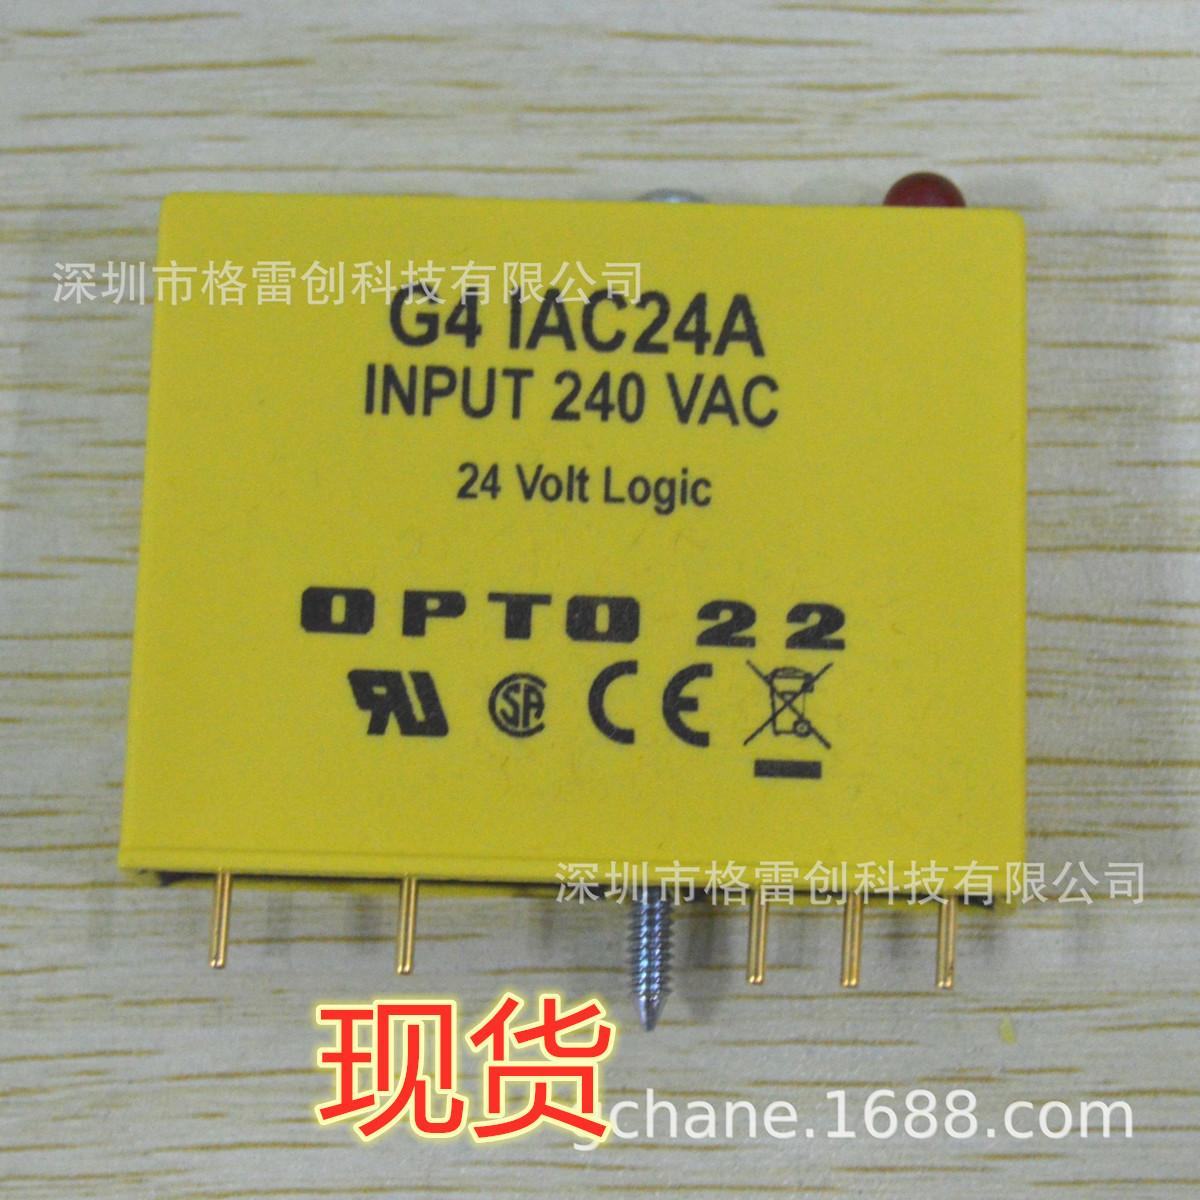 深圳市格雷创科技有限公司
G4 IAC24A
INPUT 240 VAC
24 Volt Logic
OPTO 22
RU SA CE
深圳市格雷创科技有限公司
现货
gchane.1688.com